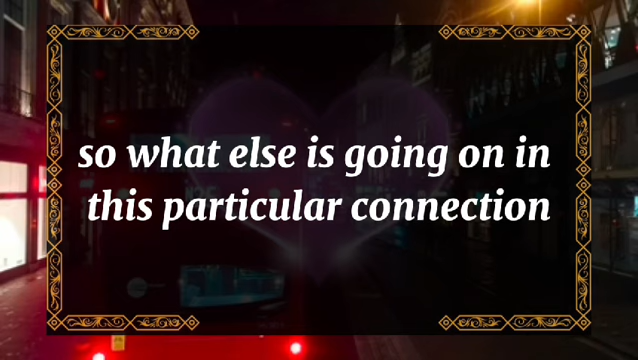 so what else is going on in
this particular connection